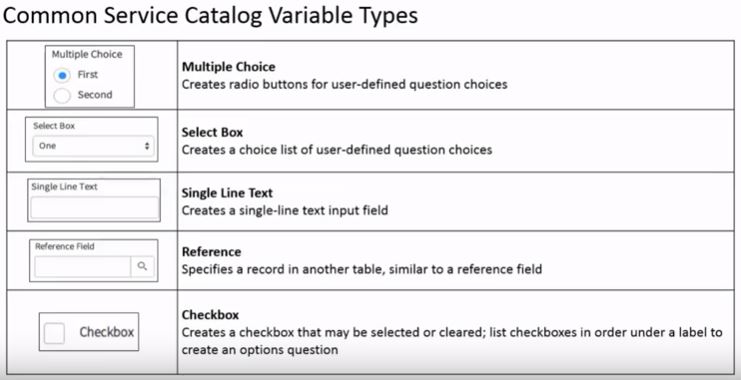 Common Service Catalog Variable Types
Multiple Choice
First
Second
Multiple Choice
Creates radio buttons for user-defined question choices
Select Box
One
Select Box
Creates a choice list of user-defined question choices
Single Line Text
Single Line Text
Creates a single-line text input field
Reference Field
Reference
Specifies a record in another table, similar to a reference field
Checkbox
Checkbox
Creates a checkbox that may be selected or cleared; list checkboxes in order under a label to
create an options question